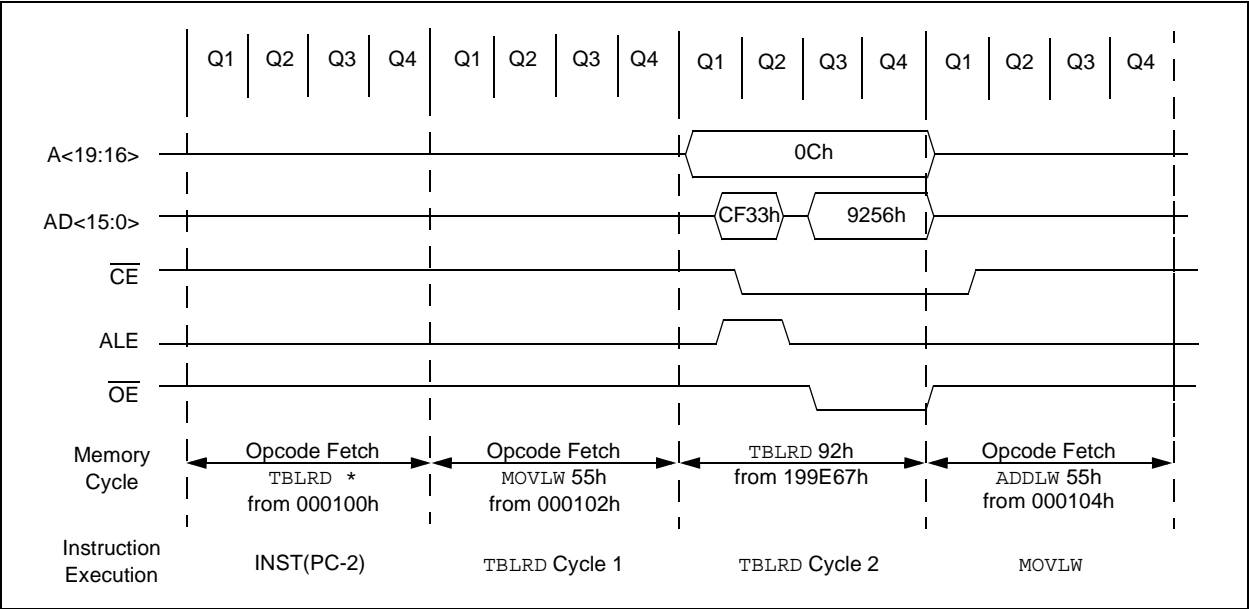 Q1 Q2 Q3 Q4 Q1 Q2 Q3 Q4 Q1 Q2 Q3 Q4 Q1 Q2 Q3 Q4
A<19:16> 0Ch
AD<15:0> CF33h 9256h
CE
ALE
OE
Memory Cycle
Opcode Fetch
TBLRD *
from 000100h
Opcode Fetch
MOVLW 55h
from 000102h
TBLRD 92h
from 199E67h
Opcode Fetch
ADDLW 55h
from 000104h
Instruction Execution
INST(PC-2) TBLRD Cycle 1 TBLRD Cycle 2 MOVLW